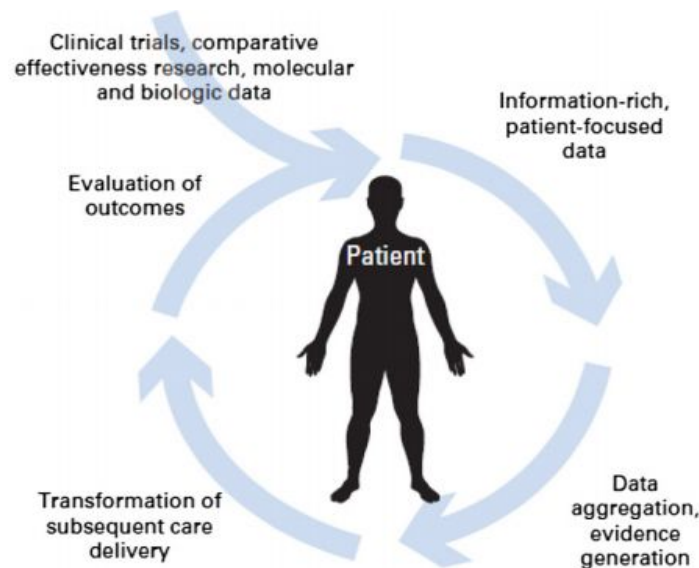 Clinical trials, comparative
effectiveness research, molecular
and biologic data
Information-rich,
patient-focused
data
Evaluation of
outcomes
Patient
Transformation of
subsequent care
delivery
Data
aggregation,
evidence
generation